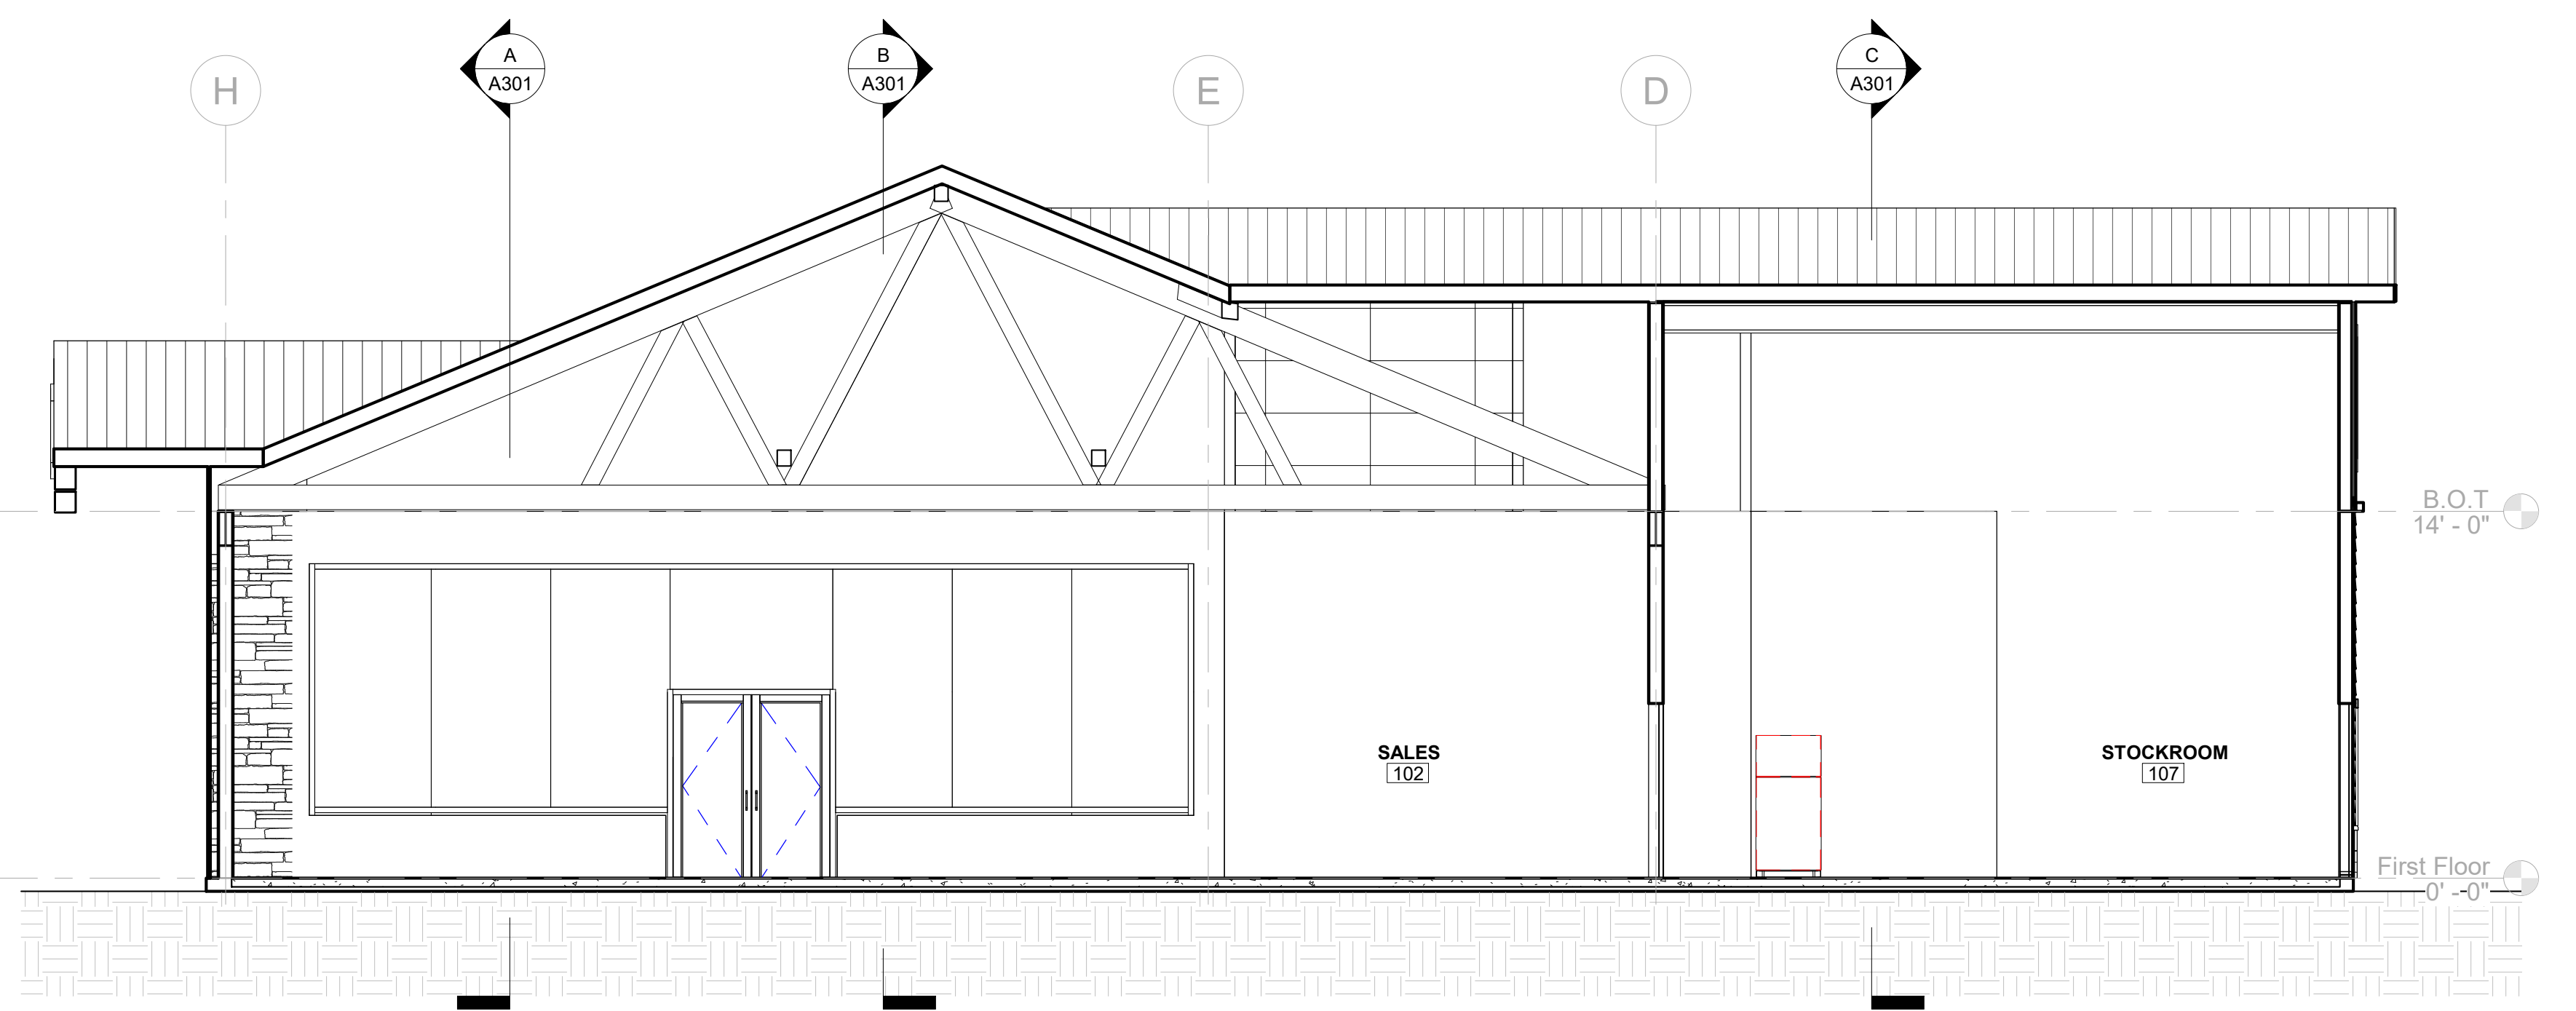 H
A
A301
B
A301
E
D
C
A301
B.O.T
14' - 0"
SALES
102
STOCKROOM
107
First Floor
0' - 0"